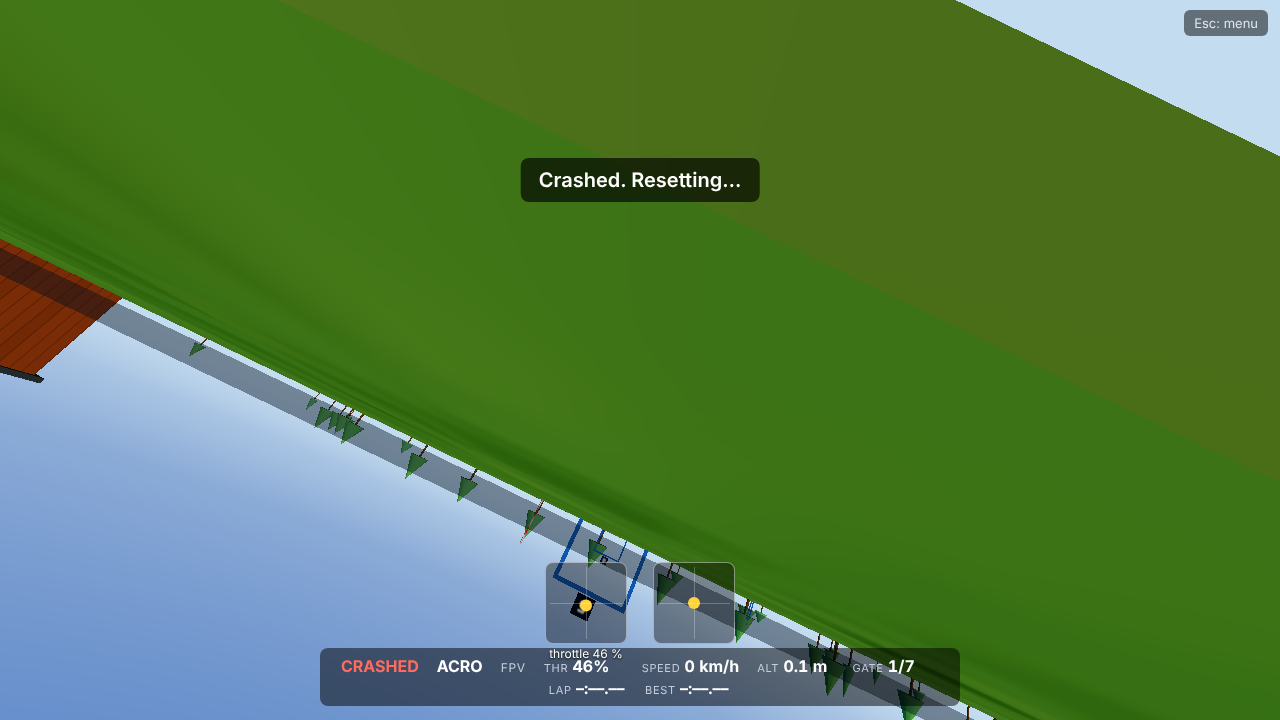 Esc: menu
Crashed. Resetting...
throttle 46 %
CRASHED ACRO FPV THR 46% SPEED 0 km/h ALT 0.1 m GATE 1/7
LAP –:––.–– BEST –:––.––